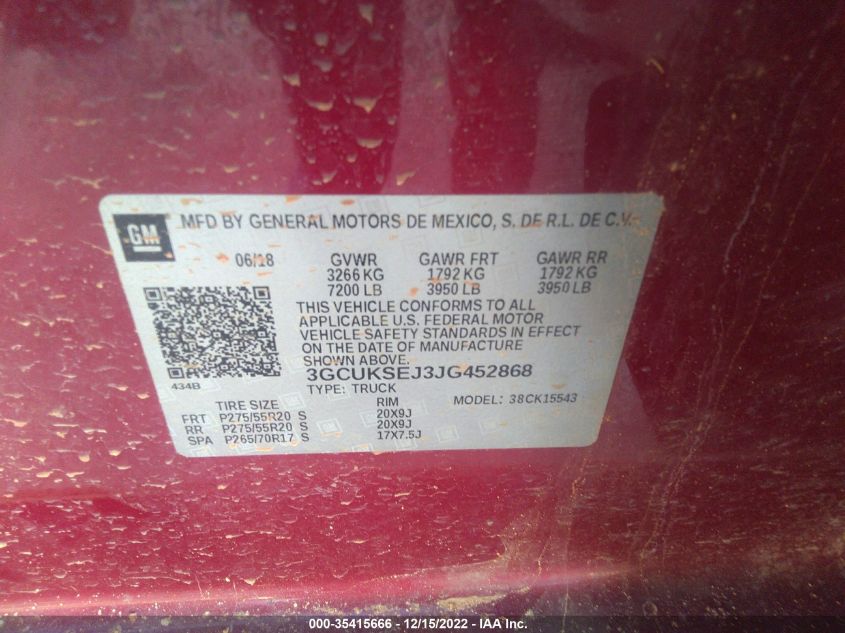 GM MFD BY GENERAL MOTORS DE MEXICO, S. DE R.L. DE C.V.
06/18 GVWR GAWR FRT GAWR RR
3266 KG 1792 KG 1792 KG
7200 LB 3950 LB 3950 LB
THIS VEHICLE CONFORMS TO ALL
APPLICABLE U.S. FEDERAL MOTOR
VEHICLE SAFETY STANDARDS IN EFFECT
ON THE DATE OF MANUFACTURE
SHOWN ABOVE.
434B 3GCUKSEJ3JG452868
TYPE: TRUCK MODEL: 38CK15543
TIRE SIZE RIM
FRT P275/55R20 S 20X9J
RR P275/55R20 S 20X9J
SPA P265/70R17 S 17X7.5J
000-35415666 - 12/15/2022 - IAA Inc.